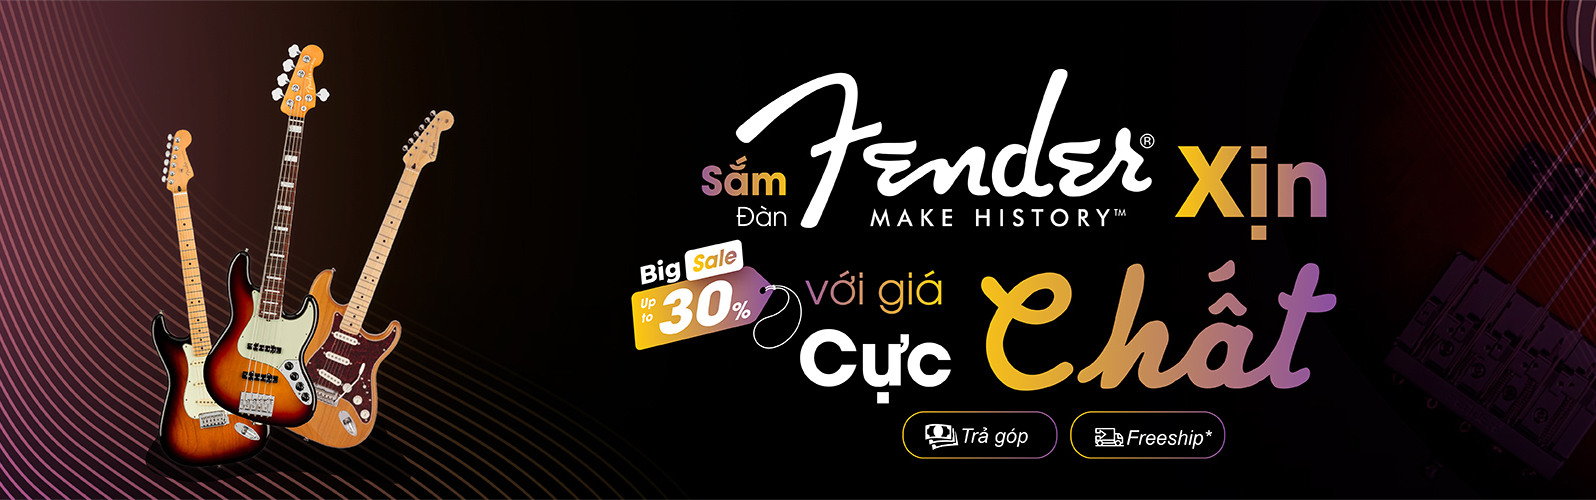 Sắm
Đàn
Fender®
MAKE HISTORY™
Xịn
Big Sale
Up to 30%
với giá
Cực
Chất
Trả góp
Freeship*